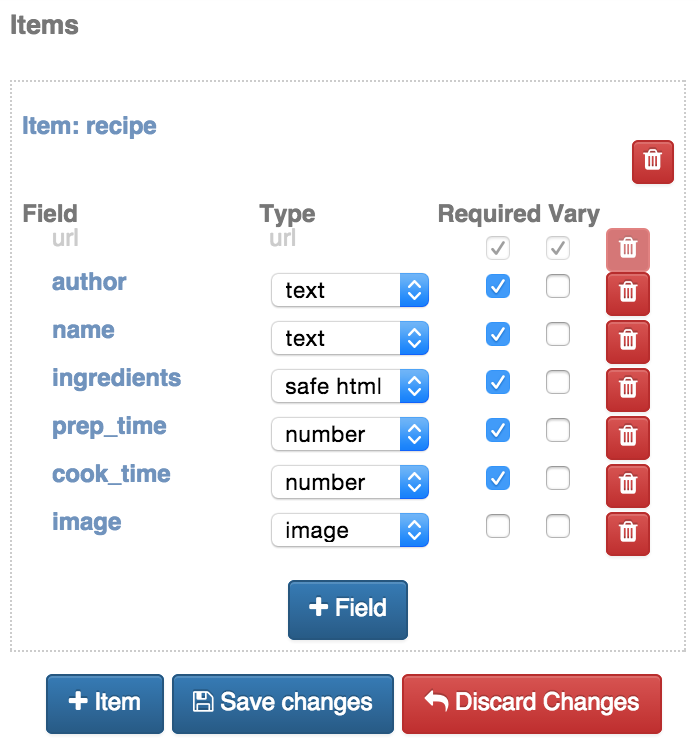 Items
Item: recipe
Field Type Required Vary
url url
author text
name text
ingredients safe html
prep_time number
cook_time number
image image
Field
Item Save changes Discard Changes